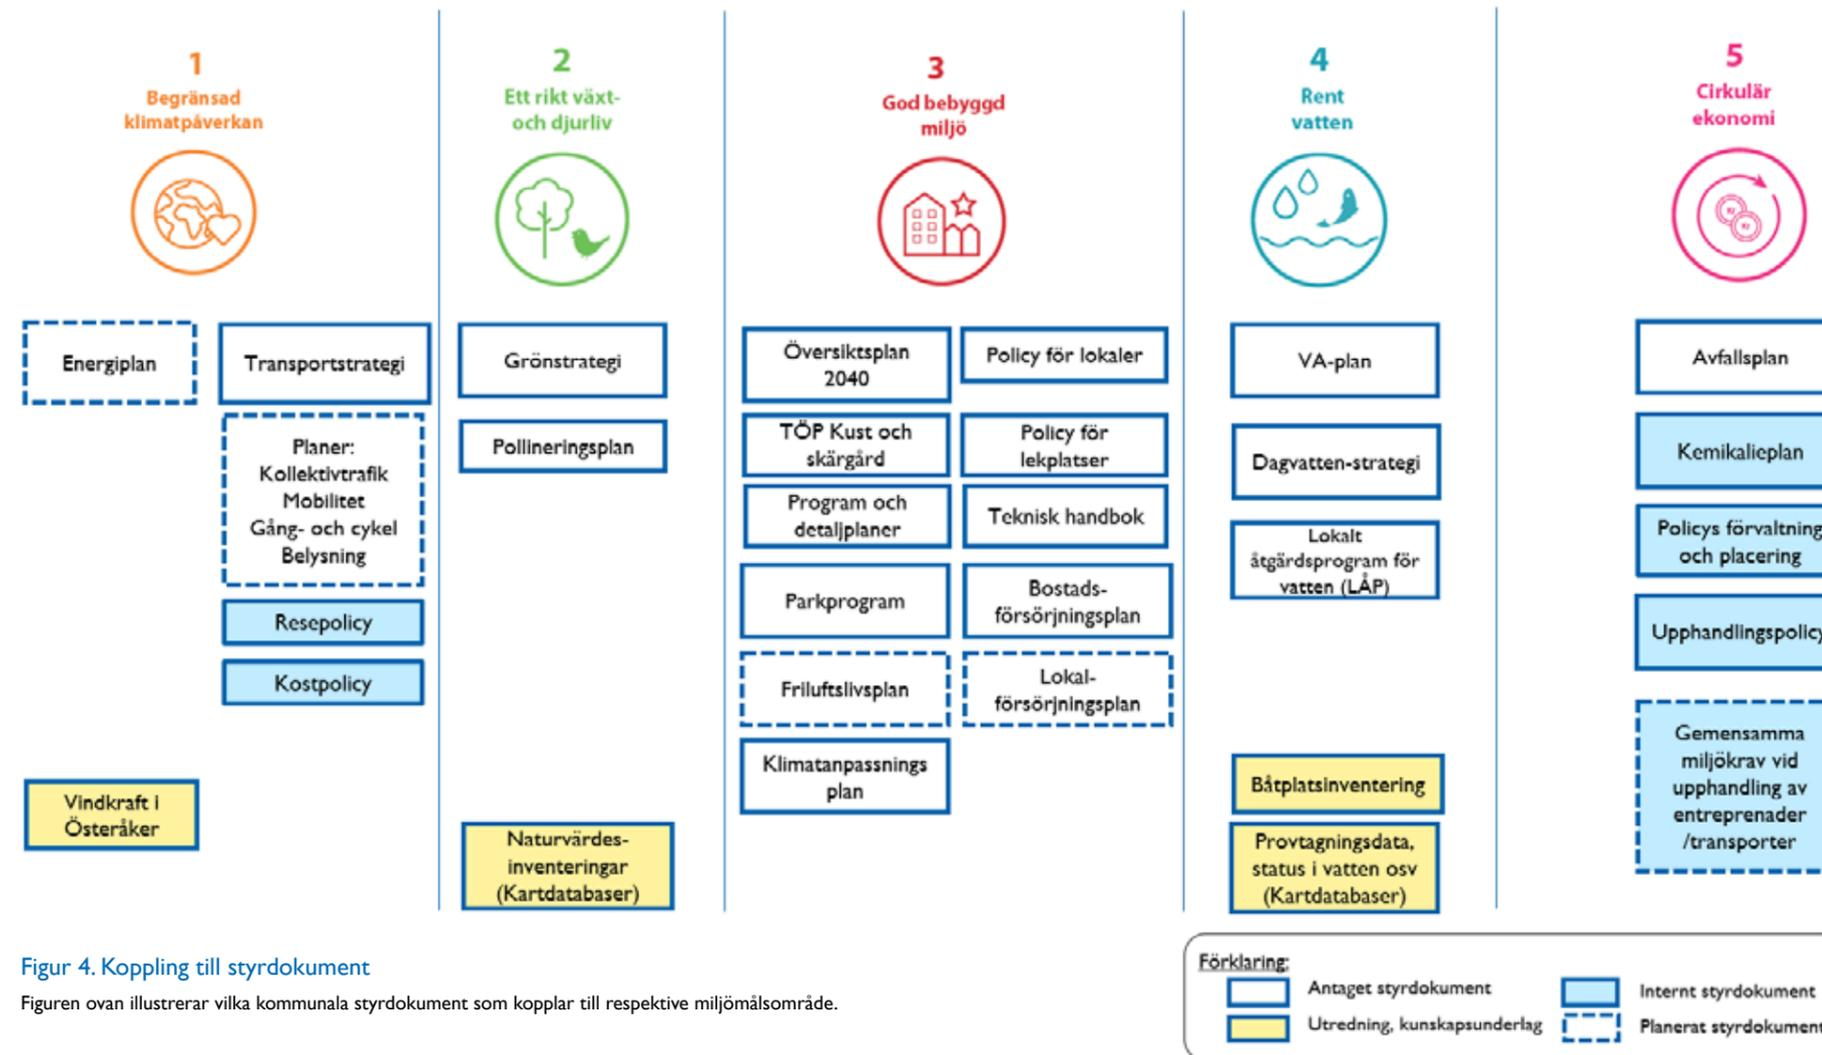 1
Begränsad
klimatpåverkan
2
Ett rikt växt-
och djurliv
3
God bebyggd
miljö
4
Rent
vatten
5
Cirkulär
ekonomi
Energiplan
Transportstrategi
Planer:
Kollektivtrafik
Mobilitet
Gång- och cykel
Belysning
Resepolicy
Kostpolicy
Vindkraft i
Österåker
Grönstrategi
Pollineringsplan
Naturvärdes-
inventeringar
(Kartdatabaser)
Översiktsplan
2040
Policy för lokaler
TÖP Kust och
skärgård
Policy för
lekplatser
Program och
detaljplaner
Teknisk handbok
Parkprogram
Bostads-
försörjningsplan
Friluftslivsplan
Lokal-
försörjningsplan
Klimatanpassnings
plan
VA-plan
Dagvatten-strategi
Lokalt
åtgärdsprogram för
vatten (LÅP)
Båtplatsinventering
Provtagningsdata,
status i vatten osv
(Kartdatabaser)
Avfallsplan
Kemikalieplan
Policys förvaltning
och placering
Upphandlingspolicy
Gemensamma
miljökrav vid
upphandling av
entreprenader
/transporter
Figur 4. Koppling till styrdokument
Figuren ovan illustrerar vilka kommunala styrdokument som kopplar till respektive miljömålsområde.
Förklaring:
Antaget styrdokument
Internt styrdokument
Utredning, kunskapsunderlag
Planerat styrdokument